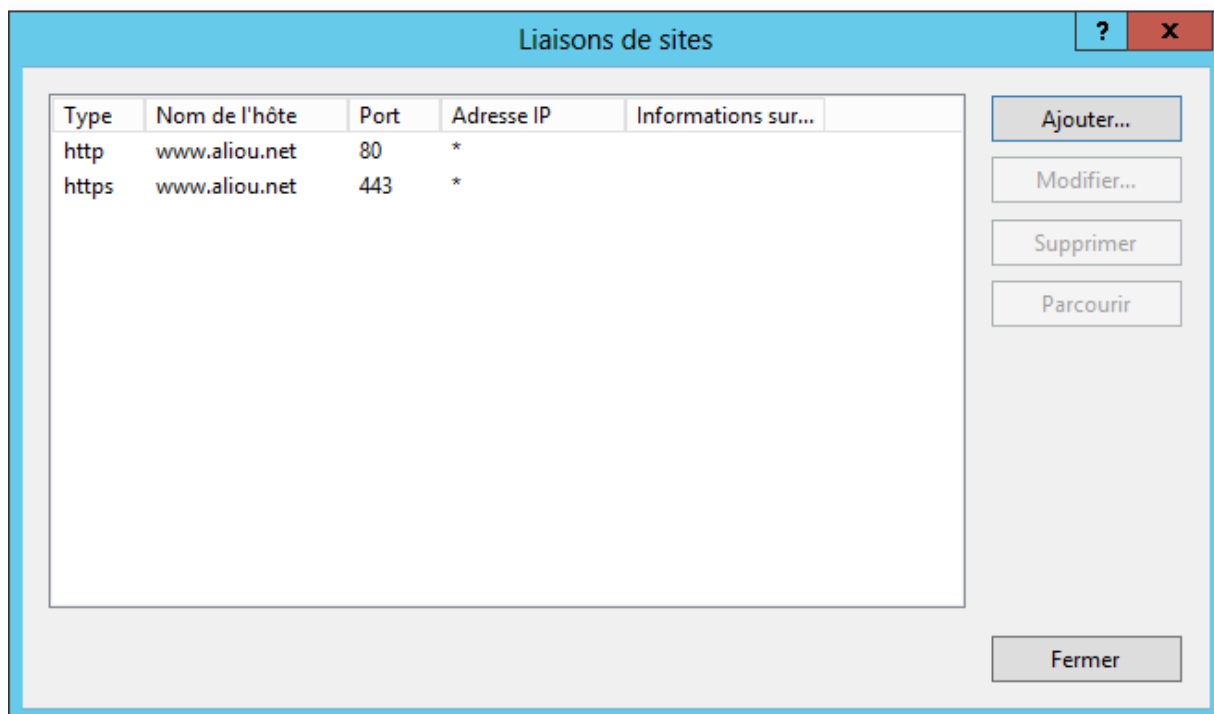 Liaisons de sites
?
x
Type Nom de l'hôte Port Adresse IP Informations sur...
http www.aliou.net 80 *
https www.aliou.net 443 *
Ajouter...
Modifier...
Supprimer
Parcourir
Fermer